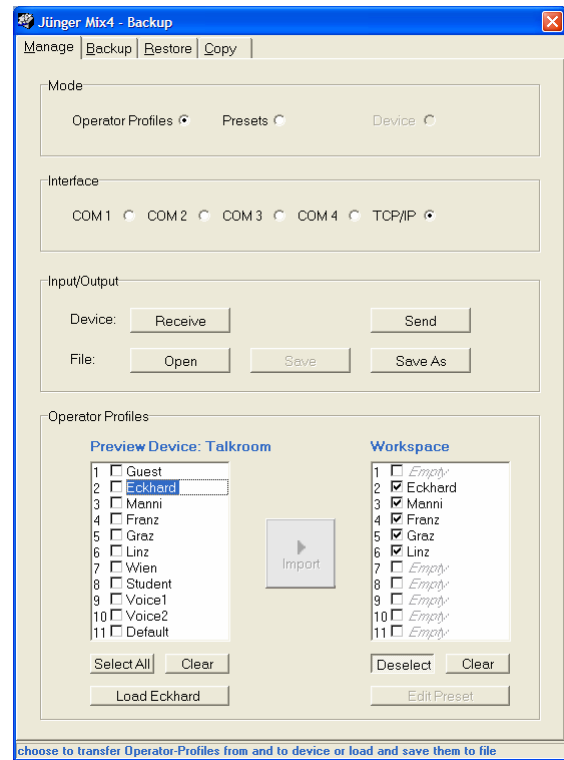 Jünger Mix4 - Backup
Manage Backup Restore Copy
Mode
Operator Profiles Presets Device
Interface
COM 1 COM 2 COM 3 COM 4 TCP/IP
Input/Output
Device: Receive Send
File: Open Save Save As
Operator Profiles
Preview Device: Talkroom Workspace
1 Guest 1 Empty
2 Eckhard 2 Eckhard
3 Manni 3 Manni
4 Franz 4 Franz
5 Graz 5 Graz
6 Linz 6 Linz
7 Wien 7 Empty
8 Student 8 Empty
9 Voice1 9 Empty
10 Voice2 10 Empty
11 Default 11 Empty
Import
Select All Clear Deselect Clear
Load Eckhard Edit Preset
choose to transfer Operator-Profiles from and to device or load and save them to file